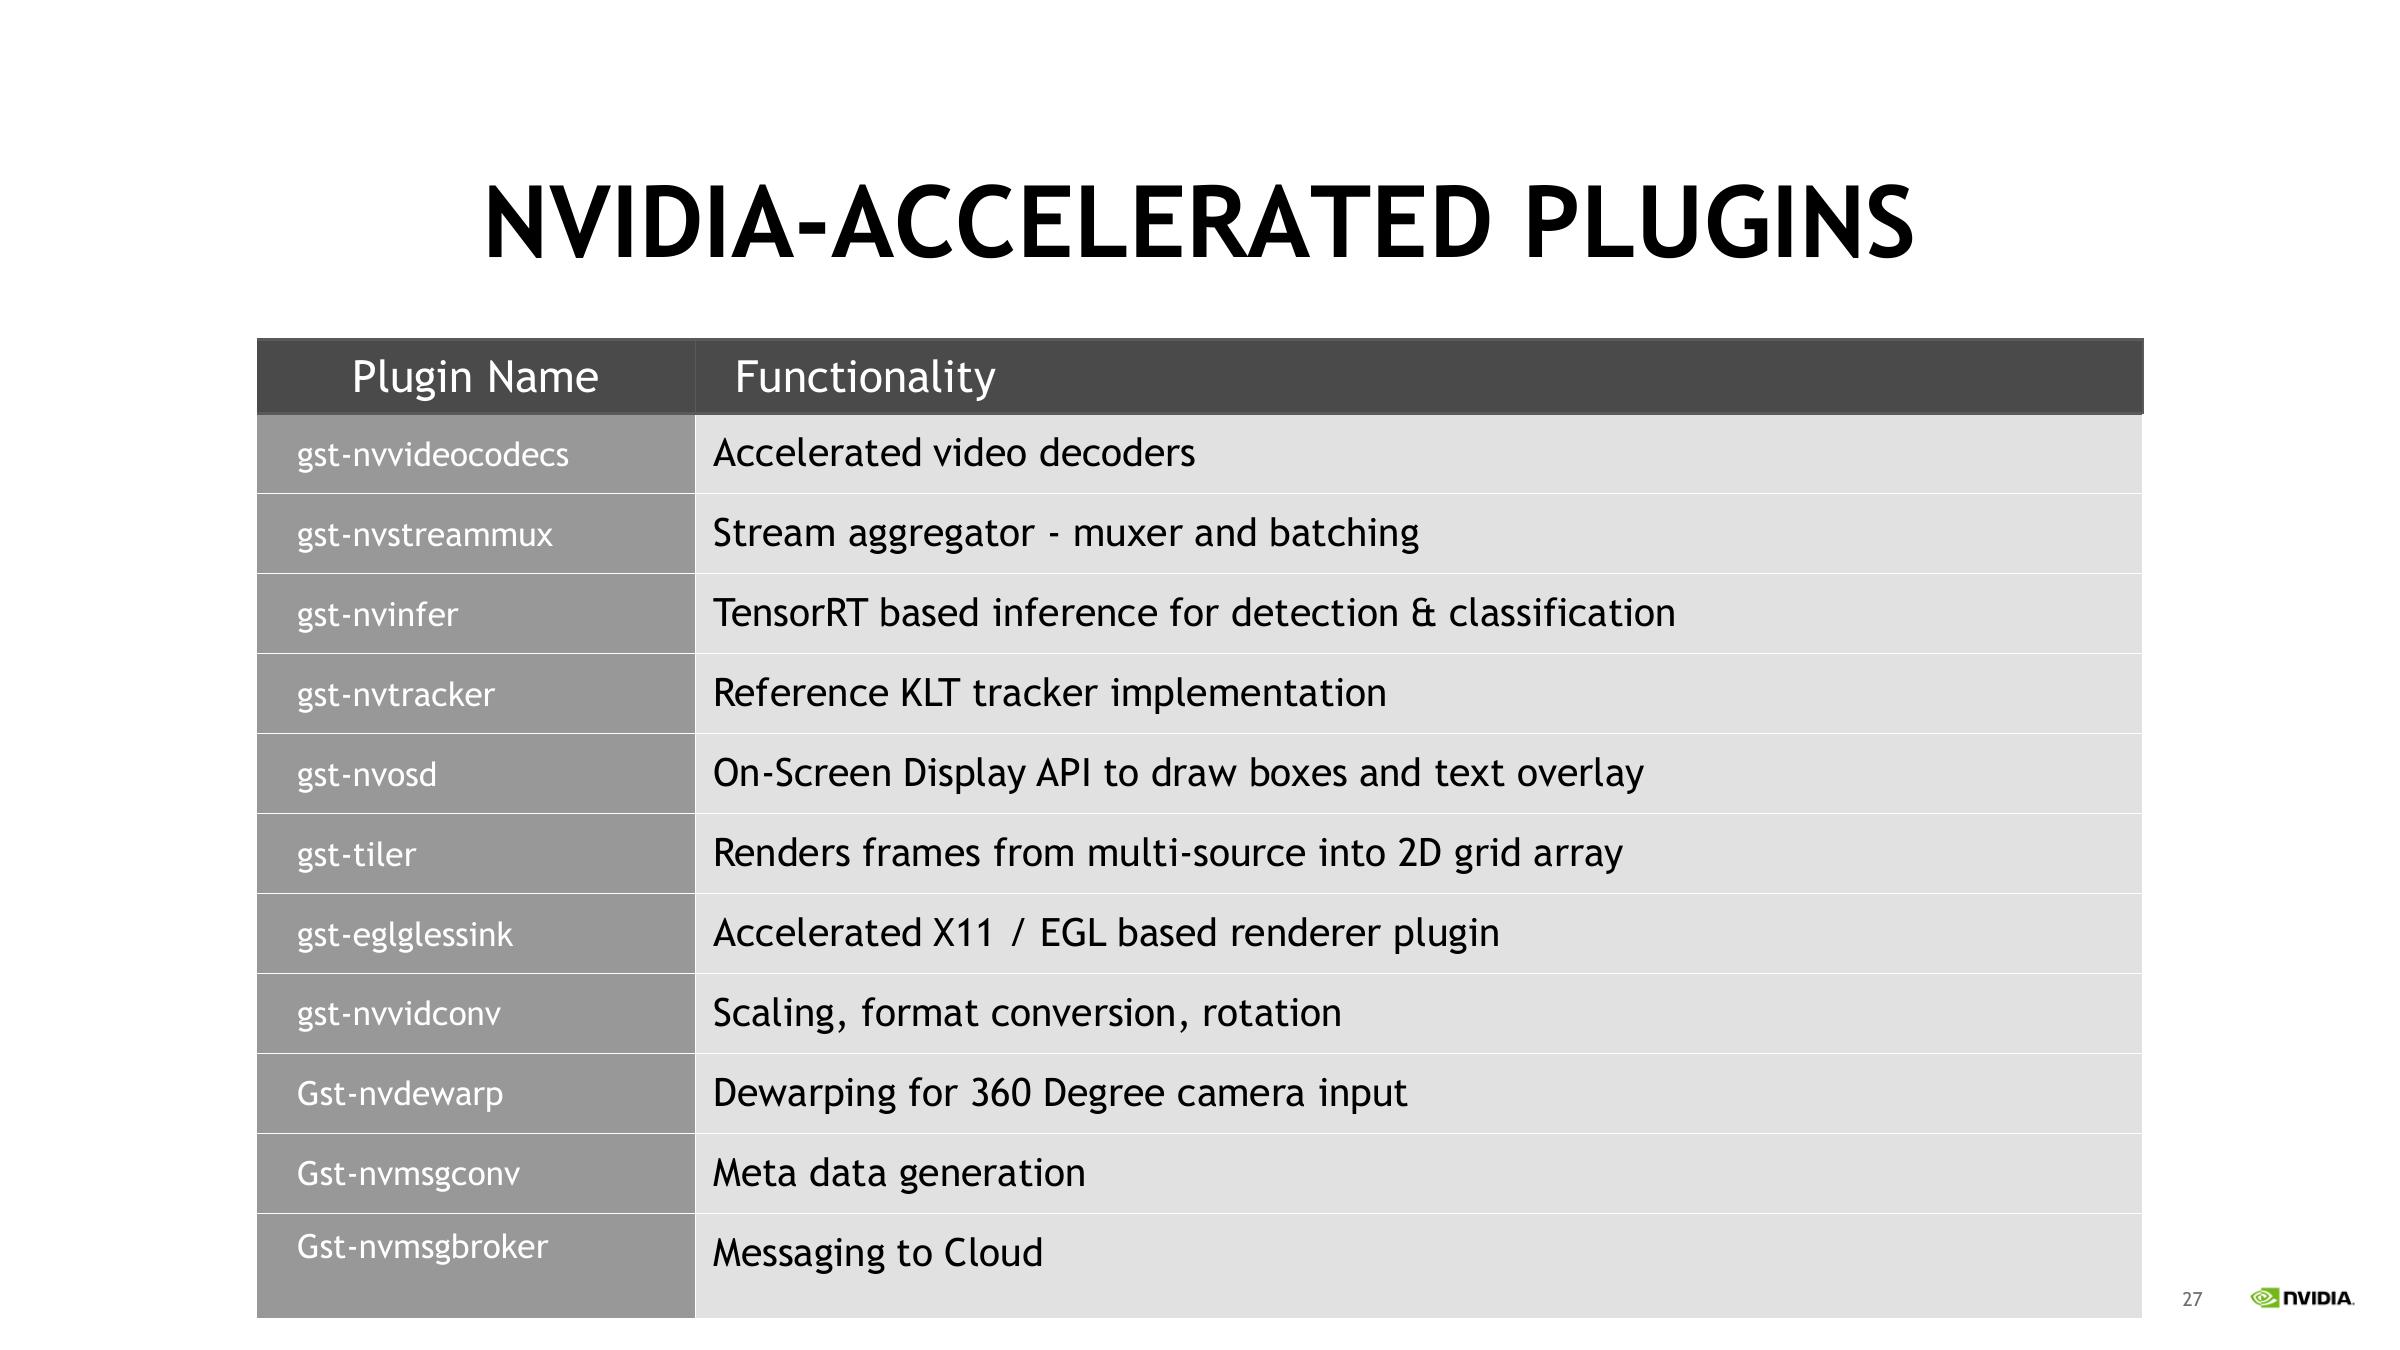 NVIDIA-ACCELERATED PLUGINS
Plugin Name Functionality
gst-nvvideocodecs Accelerated video decoders
gst-nvstreammux Stream aggregator - muxer and batching
gst-nvinfer TensorRT based inference for detection & classification
gst-nvtracker Reference KLT tracker implementation
gst-nvosd On-Screen Display API to draw boxes and text overlay
gst-tiler Renders frames from multi-source into 2D grid array
gst-eglglessink Accelerated X11 / EGL based renderer plugin
gst-nvvidconv Scaling, format conversion, rotation
Gst-nvdewarp Dewarping for 360 Degree camera input
Gst-nvmsgconv Meta data generation
Gst-nvmsgbroker Messaging to Cloud
27 NVIDIA.